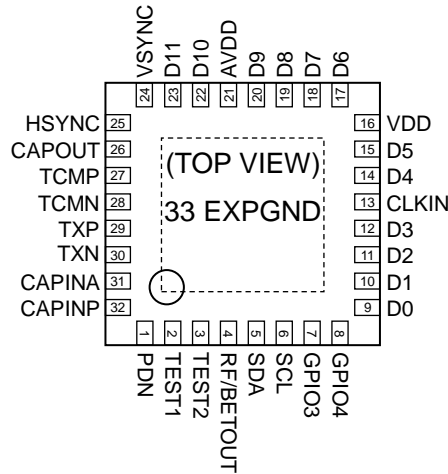 VSYNC
D11
D10
AVDD
D9
D8
D7
D6
24
23
22
21
20
19
18
17
HSYNC 25
CAPOUT 26
TCMP 27
TCMN 28
TXP 29
TXN 30
CAPINA 31
CAPINP 32
(TOP VIEW)
33 EXPGND
16 VDD
15 D5
14 D4
13 CLKIN
12 D3
11 D2
10 D1
9 D0
1
2
3
4
5
6
7
8
PDN
TEST1
TEST2
RF/BETOUT
SDA
SCL
GPIO3
GPIO4